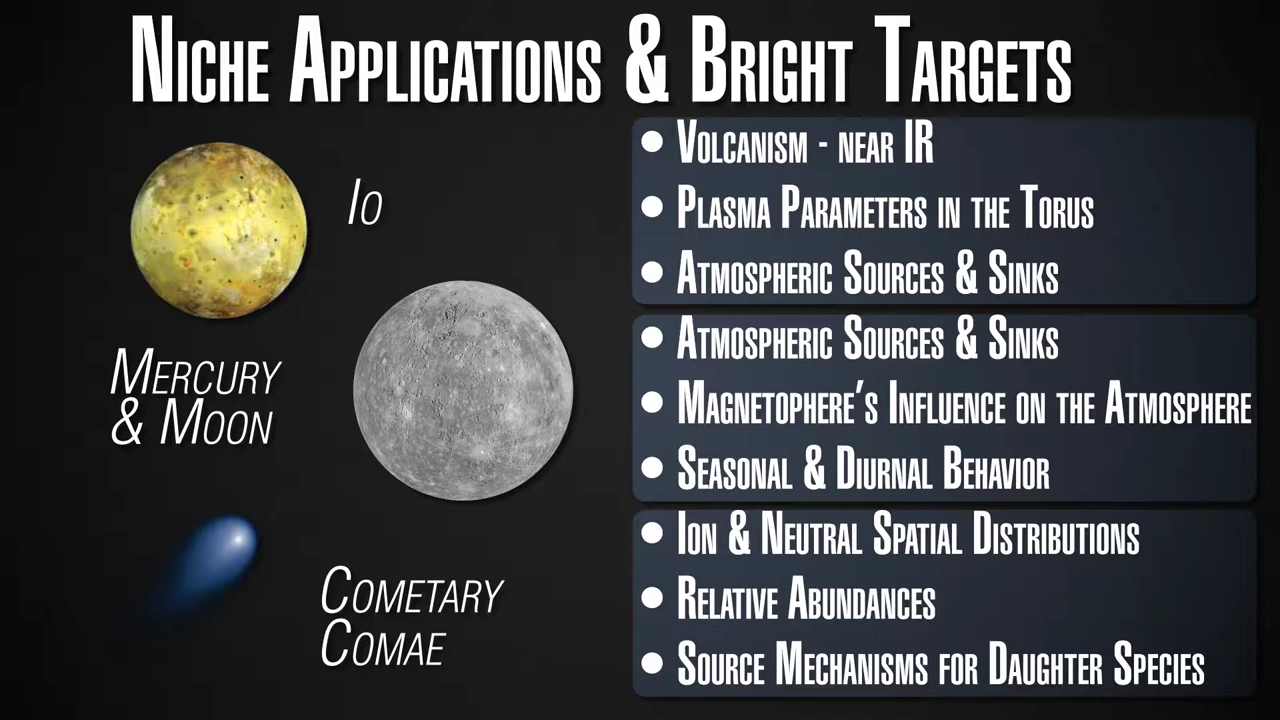 Niche Applications & Bright Targets
Io
• Volcanism - near IR
• Plasma Parameters in the Torus
• Atmospheric Sources & Sinks
Mercury
& Moon
• Atmospheric Sources & Sinks
• Magnetophere's Influence on the Atmosphere
• Seasonal & Diurnal Behavior
Cometary
Comae
• Ion & Neutral Spatial Distributions
• Relative Abundances
• Source Mechanisms for Daughter Species